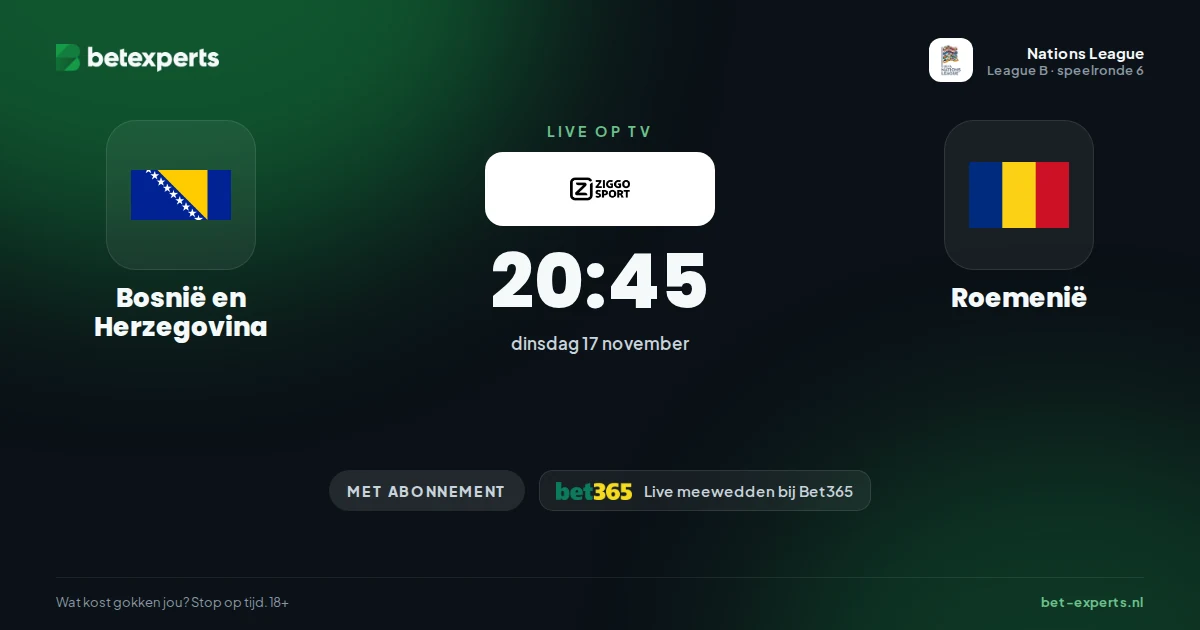 betexperts
Nations League
League B · speelronde 6
LIVE OP TV
ZIGGO
SPORT
20:45
dinsdag 17 november
Bosnië en
Herzegovina
Roemenië
MET ABONNEMENT
bet365 Live meewedden bij Bet365
Wat kost gokken jou? Stop op tijd. 18+
bet-experts.nl